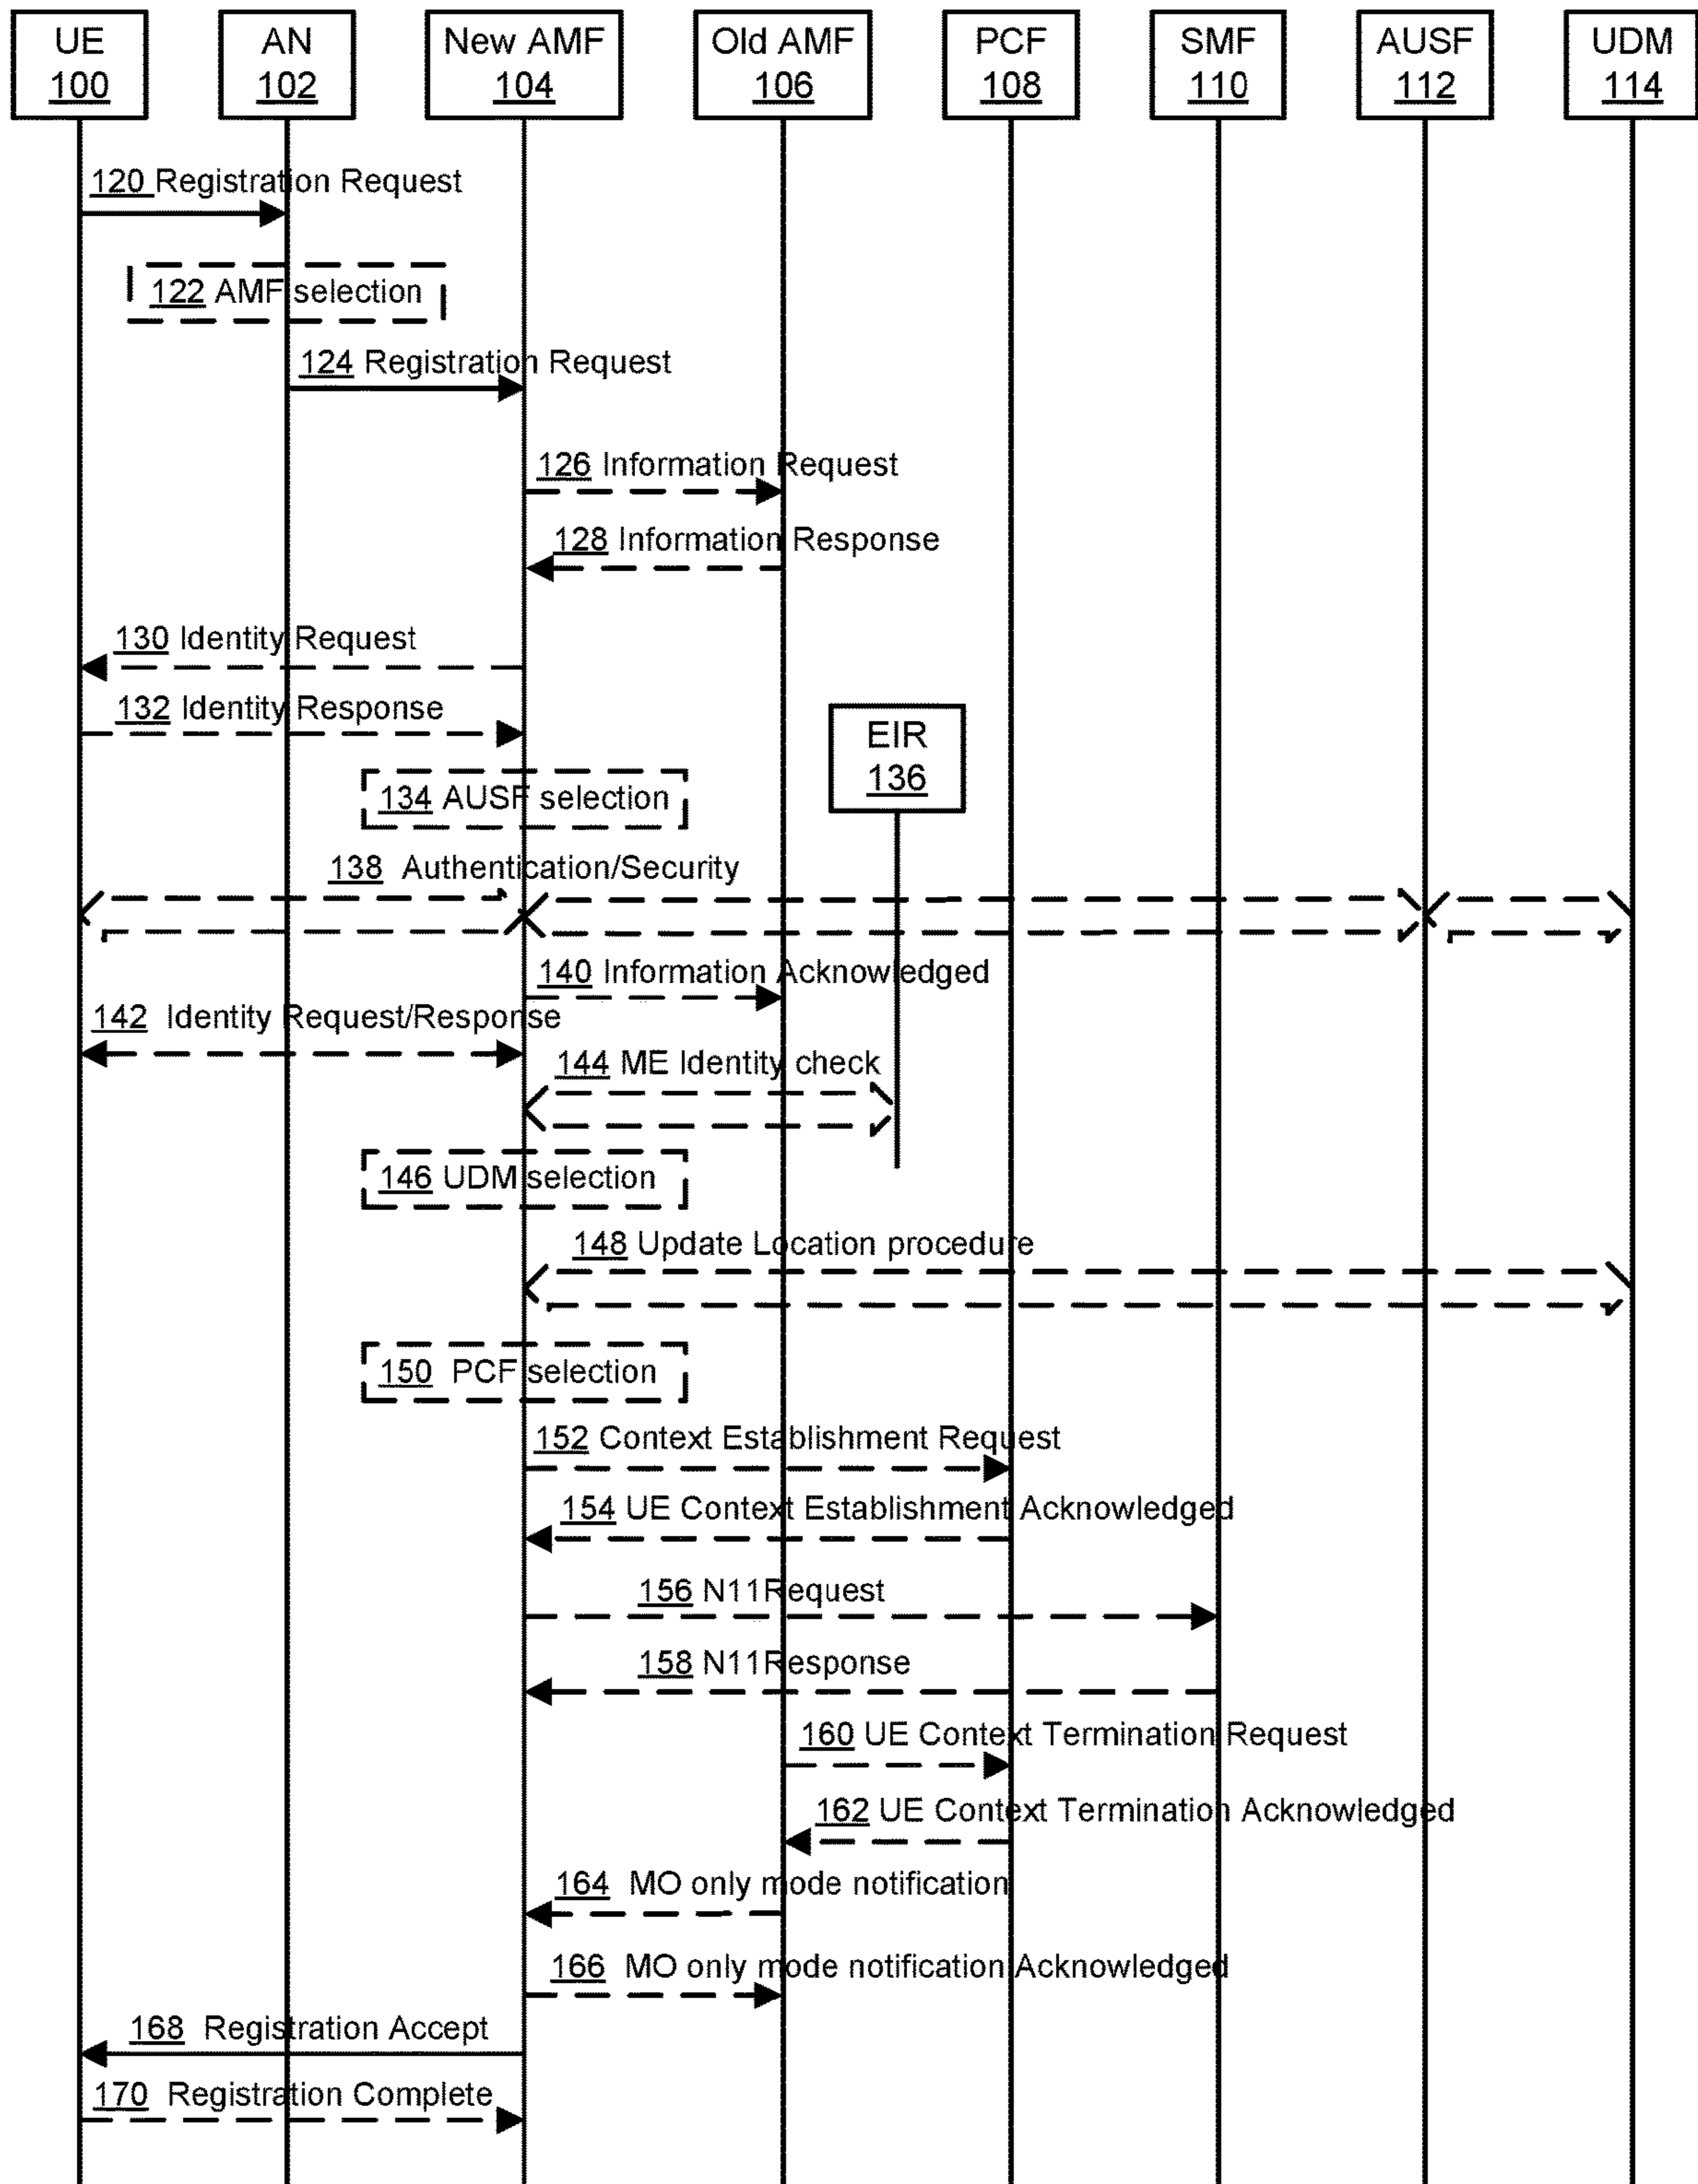 UE
100
AN
102
New AMF
104
Old AMF
106
PCF
108
SMF
110
AUSF
112
UDM
114
120 Registration Request
122 AMF selection
124 Registration Request
126 Information Request
128 Information Response
130 Identity Request
132 Identity Response
EIR
136
134 AUSF selection
138 Authentication/Security
140 Information Acknowledged
142 Identity Request/Response
144 ME Identity check
146 UDM selection
148 Update Location procedure
150 PCF selection
152 Context Establishment Request
154 UE Context Establishment Acknowledged
156 N11Request
158 N11Response
160 UE Context Termination Request
162 UE Context Termination Acknowledged
164 MO only mode notification
166 MO only mode notification Acknowledged
168 Registration Accept
170 Registration Complete